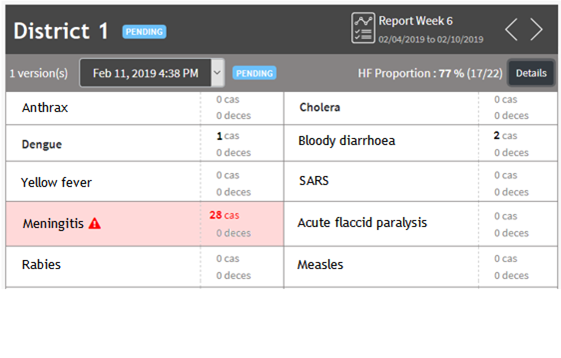 District 1 PENDING
Report Week 6
02/04/2019 to 02/10/2019
1 version(s) Feb 11, 2019 4:38 PM PENDING HF Proportion : 77 % (17/22) Details
Anthrax 0 cas 0 deces
Cholera 0 cas 0 deces
Dengue 1 cas 0 deces
Bloody diarrhoea 2 cas 0 deces
Yellow fever 0 cas 0 deces
SARS 0 cas 0 deces
Meningitis 28 cas 0 deces
Acute flaccid paralysis 0 cas 0 deces
Rabies 0 cas 0 deces
Measles 0 cas 0 deces